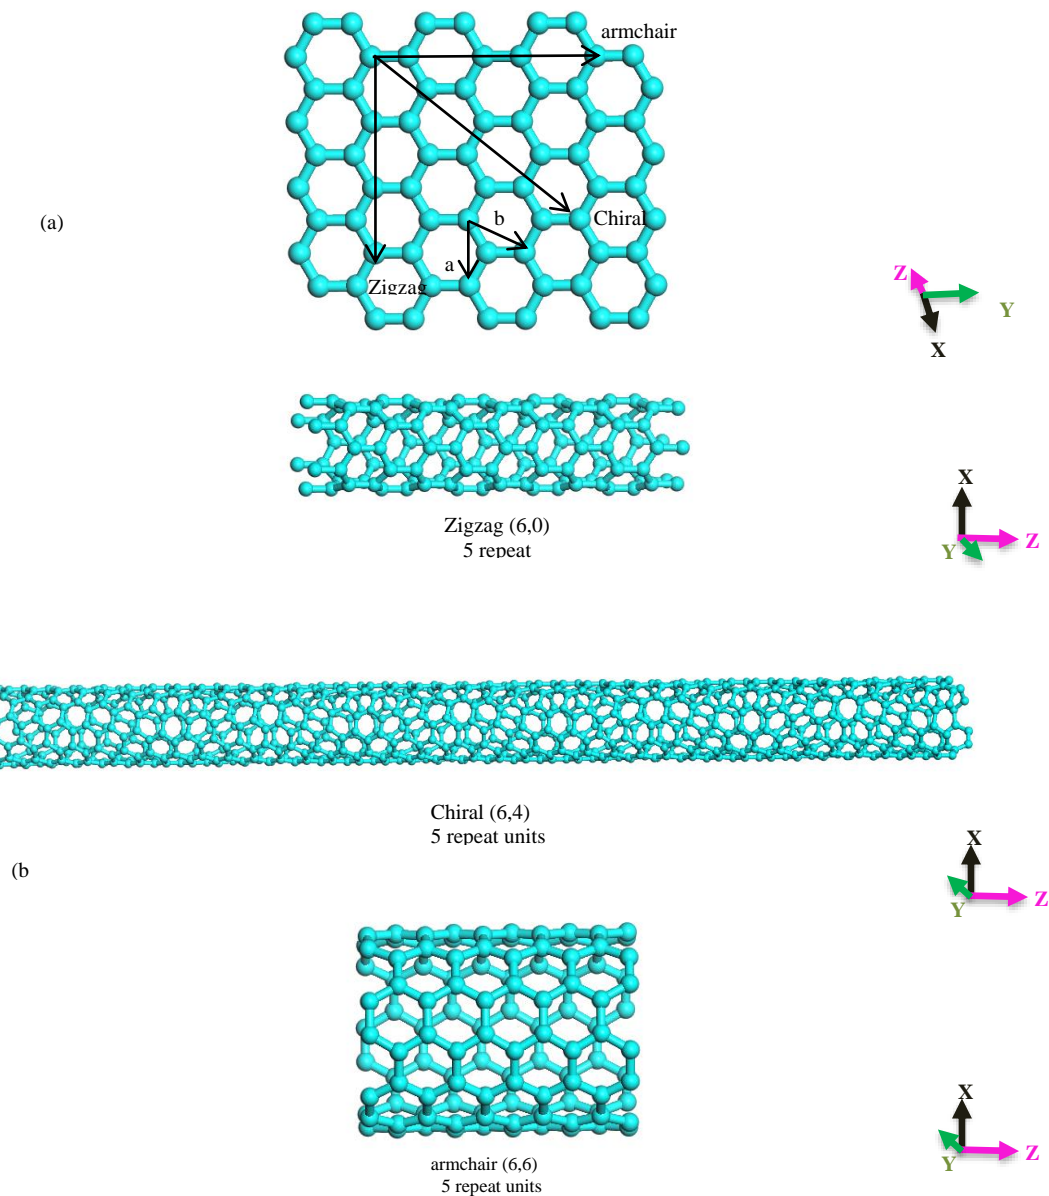 (a)
armchair
b
Chiral
a
Zigzag
Z
Y
X
Zigzag (6,0)
5 repeat
X
Y
Z
Chiral (6,4)
5 repeat units
X
Y
Z
(b
armchair (6,6)
5 repeat units
X
Y
Z